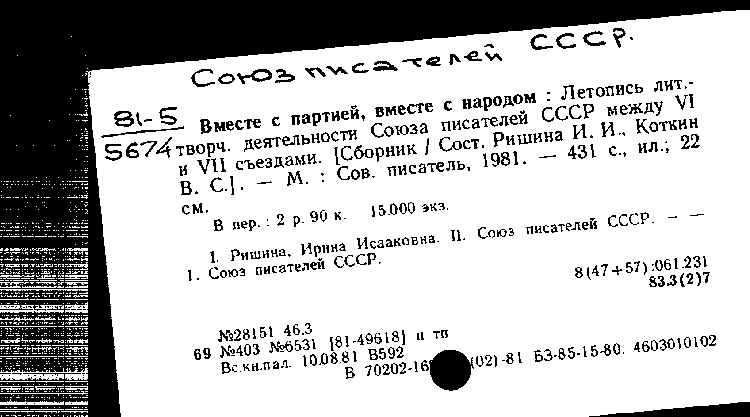 Союз писателей СССР.
81-5
5674
Вместе с партией, вместе с народом : Летопись лит.-
творч. деятельности Союза писателей СССР между VI
и VII съездами. [Сборник / Сост. Ришина И. И., Коткин
В. С.]. — М. : Сов. писатель, 1981. — 431 с., ил.; 22
см.
В пер. : 2 р. 90 к. 15.000 экз.
I. Ришина, Ирина Исааковна. II. Союз писателей СССР. — —
1. Союз писателей СССР.
8(47+57):061.231
83.3(2)7
№28151 46.3
69 №403 №6531 [81-49618] п тп
Вс.кн.пал. 10.08.81 В592
В 70202-16 (02)-81 БЗ-85-15-80. 4603010102